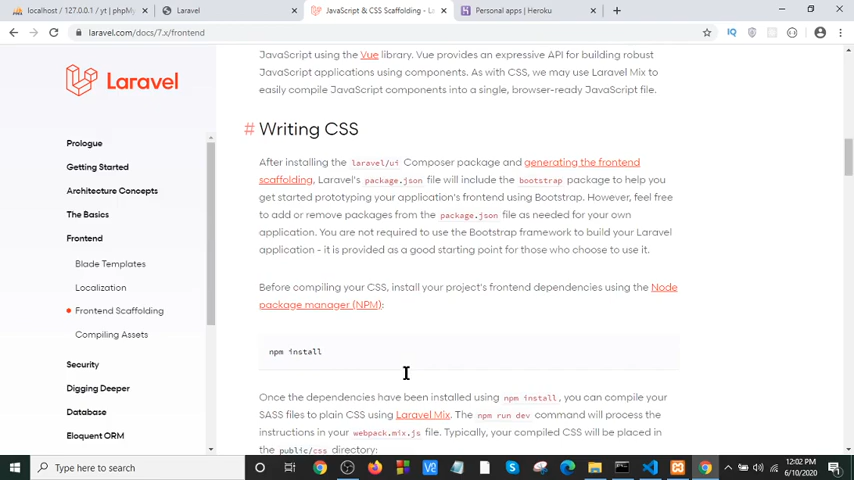 localhost / 127.0.0.1 / yt | phpMy
Laravel
JavaScript & CSS Scaffolding - La
Personal apps | Heroku
laravel.com/docs/7.x/frontend
Laravel
Prologue
Getting Started
Architecture Concepts
The Basics
Frontend
Blade Templates
Localization
Frontend Scaffolding
Compiling Assets
Security
Digging Deeper
Database
Eloquent ORM
JavaScript using the Vue library. Vue provides an expressive API for building robust
JavaScript applications using components. As with CSS, we may use Laravel Mix to
easily compile JavaScript components into a single, browser-ready JavaScript file.
# Writing CSS
After installing the laravel/ui Composer package and generating the frontend
scaffolding, Laravel's package.json file will include the bootstrap package to help you
get started prototyping your application's frontend using Bootstrap. However, feel free
to add or remove packages from the package.json file as needed for your own
application. You are not required to use the Bootstrap framework to build your Laravel
application - it is provided as a good starting point for those who choose to use it.
Before compiling your CSS, install your project's frontend dependencies using the Node
package manager (NPM):
npm install
Once the dependencies have been installed using npm install, you can compile your
SASS files to plain CSS using Laravel Mix. The npm run dev command will process the
instructions in your webpack.mix.js file. Typically, your compiled CSS will be placed in
the public/css directory:
Type here to search
12:02 PM
6/10/2020